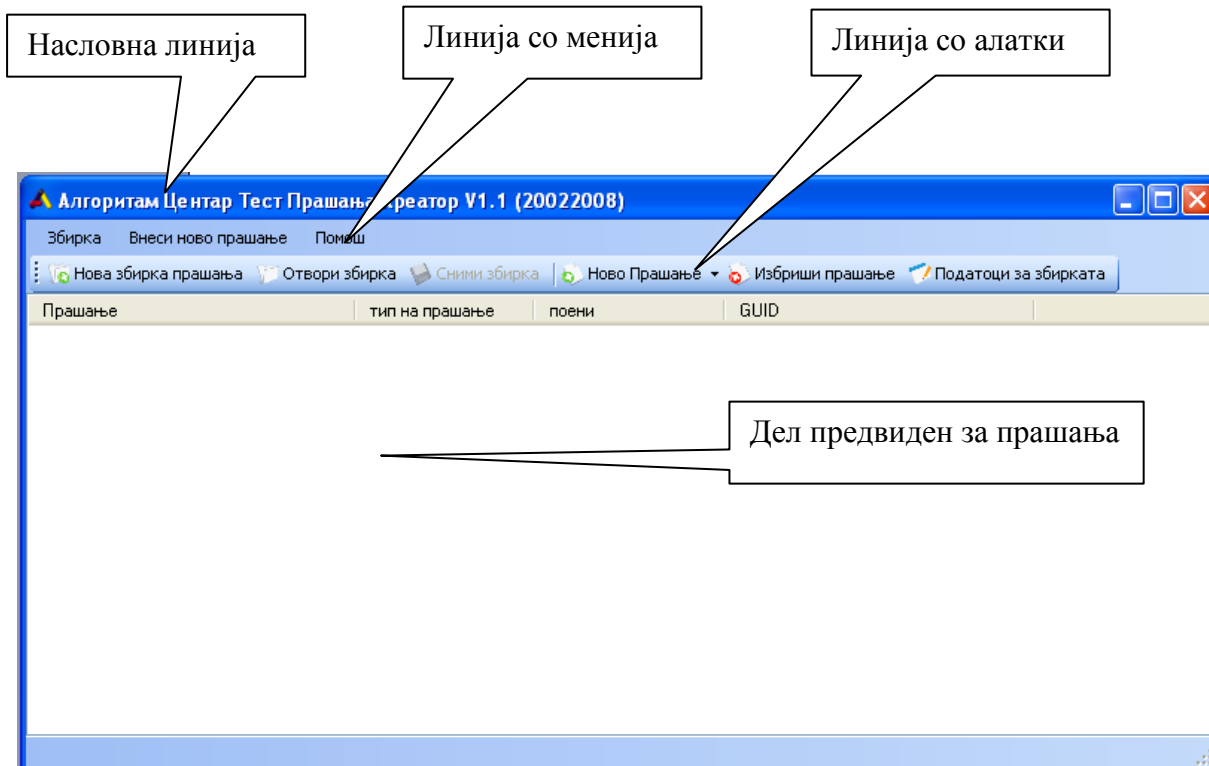 Насловна линија
Линија со менија
Линија со алатки
Алгоритам Центар Тест Прашања Креатор V1.1 (20022008)
Збирка Внеси ново прашање Помош
Нова збирка прашања Отвори збирка Сними збирка Ново Прашање Избриши прашање Податоци за збирката
Прашање тип на прашање поени GUID
Дел предвиден за прашања